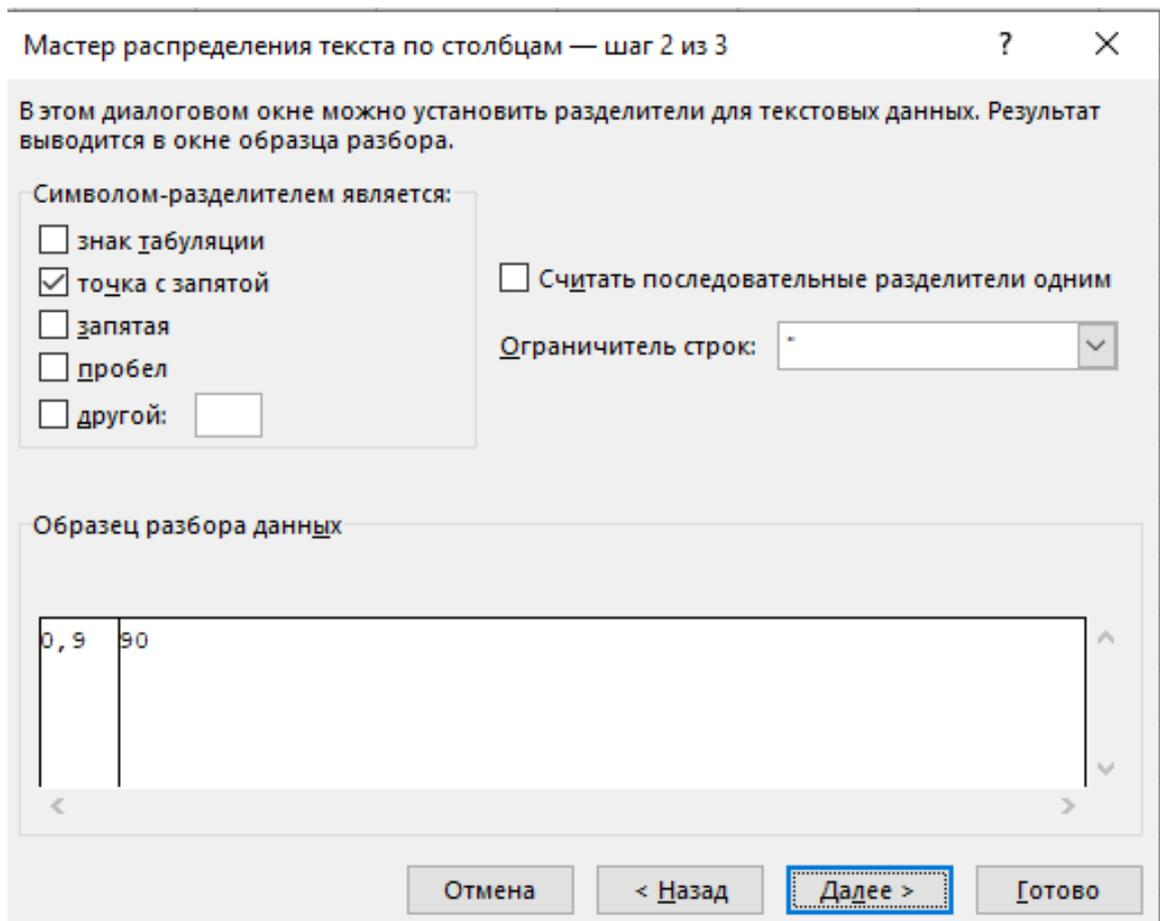 Мастер распределения текста по столбцам — шаг 2 из 3
?
В этом диалоговом окне можно установить разделители для текстовых данных. Результат
выводится в окне образца разбора.
Символом-разделителем является:
знак табуляции
точка с запятой
запятая
пробел
другой:
Считать последовательные разделители одним
Ограничитель строк: "
Образец разбора данных
0,9 90
Отмена
< Назад
Далее >
Готово